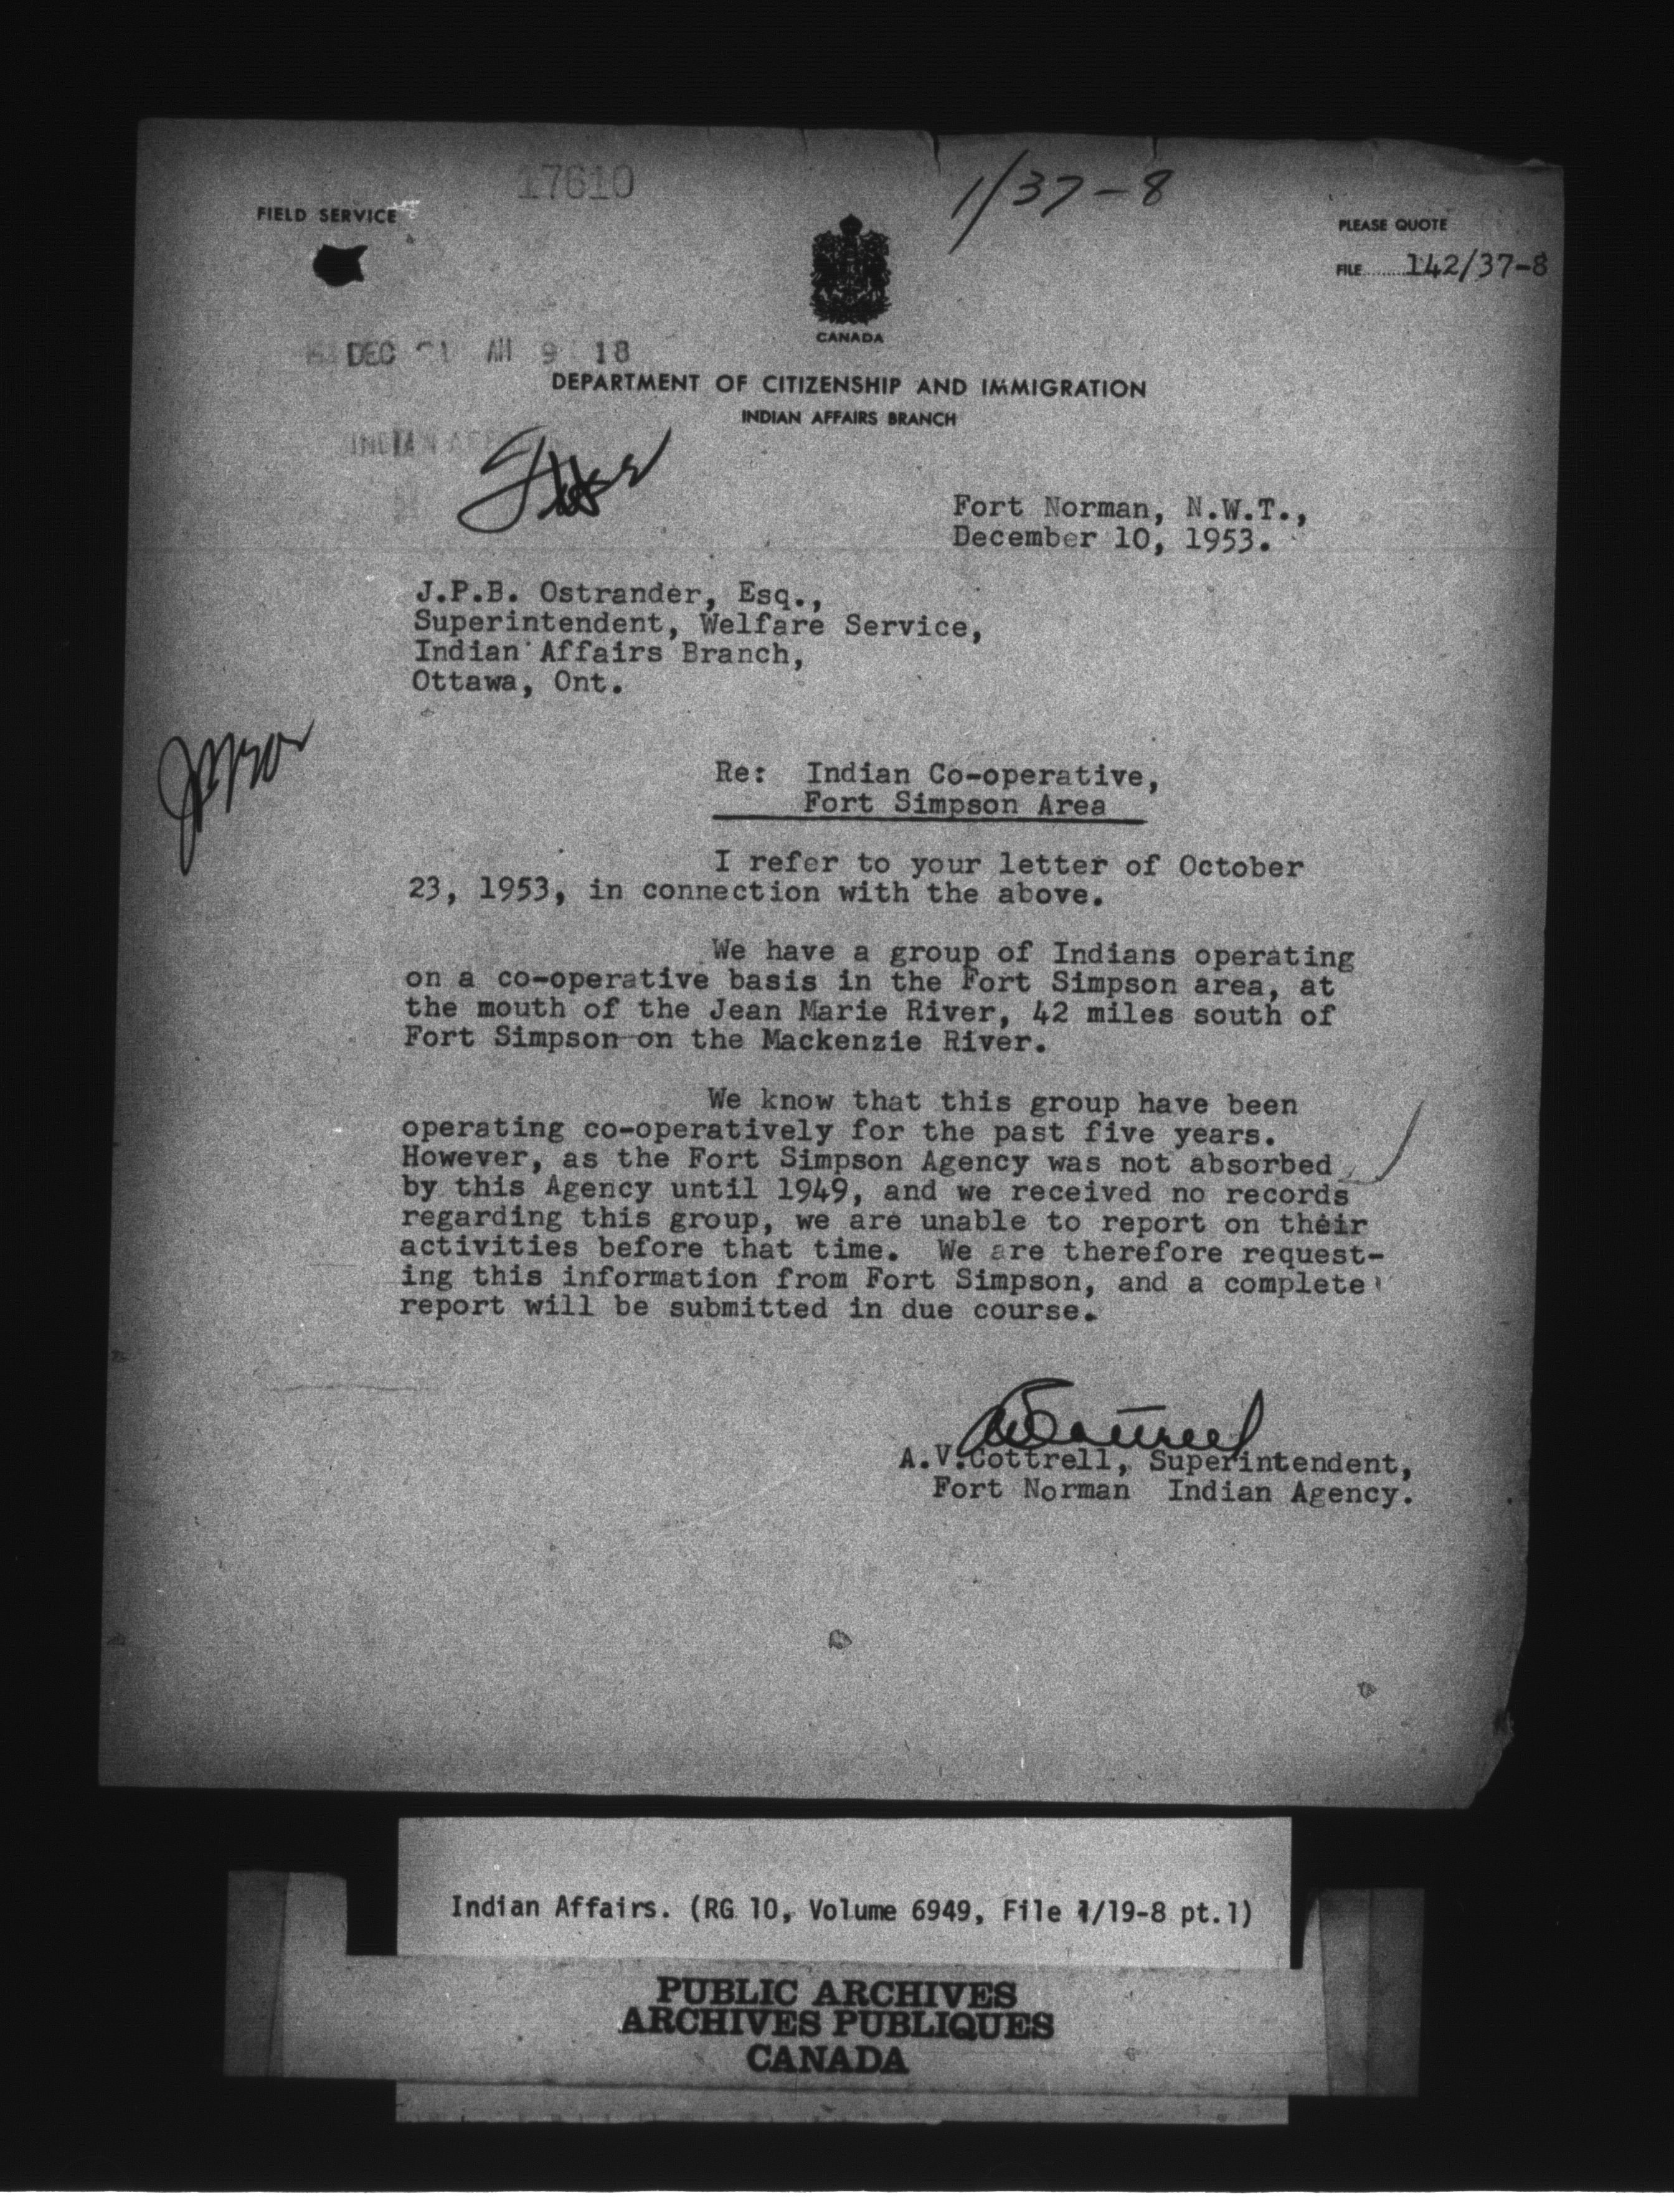 17610
1/37-8
FIELD SERVICE
PLEASE QUOTE
FILE........142/37-8
CANADA
DEC 21 AM 9 18
DEPARTMENT OF CITIZENSHIP AND IMMIGRATION
INDIAN AFFAIRS BRANCH
INDIAN
Fort Norman, N.W.T.,
December 10, 1953.
J.P.B. Ostrander, Esq.,
Superintendent, Welfare Service,
Indian Affairs Branch,
Ottawa, Ont.
Re: Indian Co-operative,
Fort Simpson Area
I refer to your letter of October
23, 1953, in connection with the above.
We have a group of Indians operating
on a co-operative basis in the Fort Simpson area, at
the mouth of the Jean Marie River, 42 miles south of
Fort Simpson on the Mackenzie River.
We know that this group have been
operating co-operatively for the past five years.
However, as the Fort Simpson Agency was not absorbed
by this Agency until 1949, and we received no records
regarding this group, we are unable to report on their
activities before that time. We are therefore request-
ing this information from Fort Simpson, and a complete
report will be submitted in due course.
A.V.Cottrell, Superintendent,
Fort Norman Indian Agency.
Indian Affairs. (RG 10, Volume 6949, File 1/19-8 pt.1)
PUBLIC ARCHIVES
ARCHIVES PUBLIQUES
CANADA